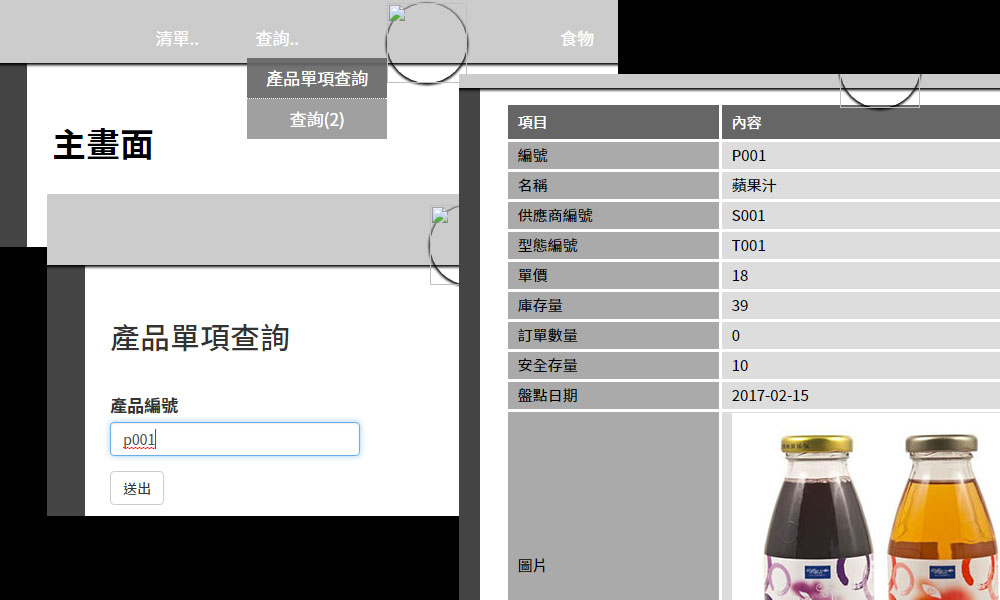 清單..
查詢..
食物
產品單項查詢
查詢(2)
主畫面
產品單項查詢
產品編號
p001
送出
項目 內容
編號 P001
名稱 蘋果汁
供應商編號 S001
型態編號 T001
單價 18
庫存量 39
訂單數量 0
安全存量 10
盤點日期 2017-02-15
圖片